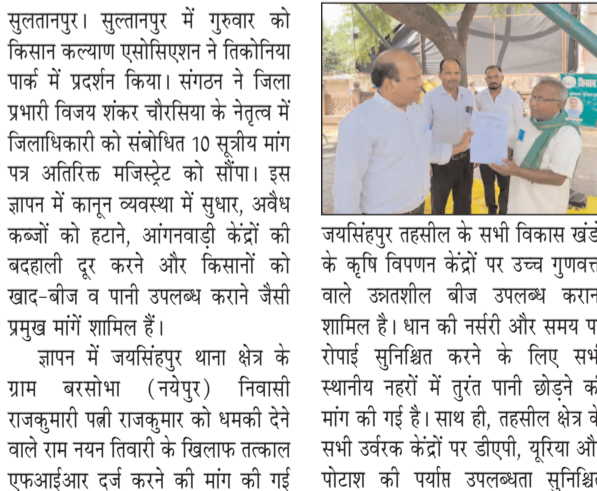 सुलतानपुर। सुल्तानपुर में गुरुवार को
किसान कल्याण एसोसिएशन ने तिकोनिया
पार्क में प्रदर्शन किया। संगठन ने जिला
प्रभारी विजय शंकर चौरसिया के नेतृत्व में
जिलाधिकारी को संबोधित 10 सूत्रीय मांग
पत्र अतिरिक्त मजिस्ट्रेट को सौंपा। इस
ज्ञापन में कानून व्यवस्था में सुधार, अवैध
कब्जों को हटाने, आंगनवाड़ी केंद्रों की
बदहाली दूर करने और किसानों को
खाद-बीज व पानी उपलब्ध कराने जैसी
प्रमुख मांगें शामिल हैं।
ज्ञापन में जयसिंहपुर थाना क्षेत्र के
ग्राम बरसोभा (नयेपुर) निवासी
राजकुमारी पत्नी राजकुमार को धमकी देने
वाले राम नयन तिवारी के खिलाफ तत्काल
एफआईआर दर्ज करने की मांग की गई
जयसिंहपुर तहसील के सभी विकास खंडों
के कृषि विपणन केंद्रों पर उच्च गुणवत्त
वाले उन्नतशील बीज उपलब्ध करान
शामिल है। धान की नर्सरी और समय प
रोपाई सुनिश्चित करने के लिए सभ
स्थानीय नहरों में तुरंत पानी छोड़ने क
मांग की गई है। साथ ही, तहसील क्षेत्र के
सभी उर्वरक केंद्रों पर डीएपी, यूरिया औ
पोटाश की पर्याप्त उपलब्धता सुनिश्चि